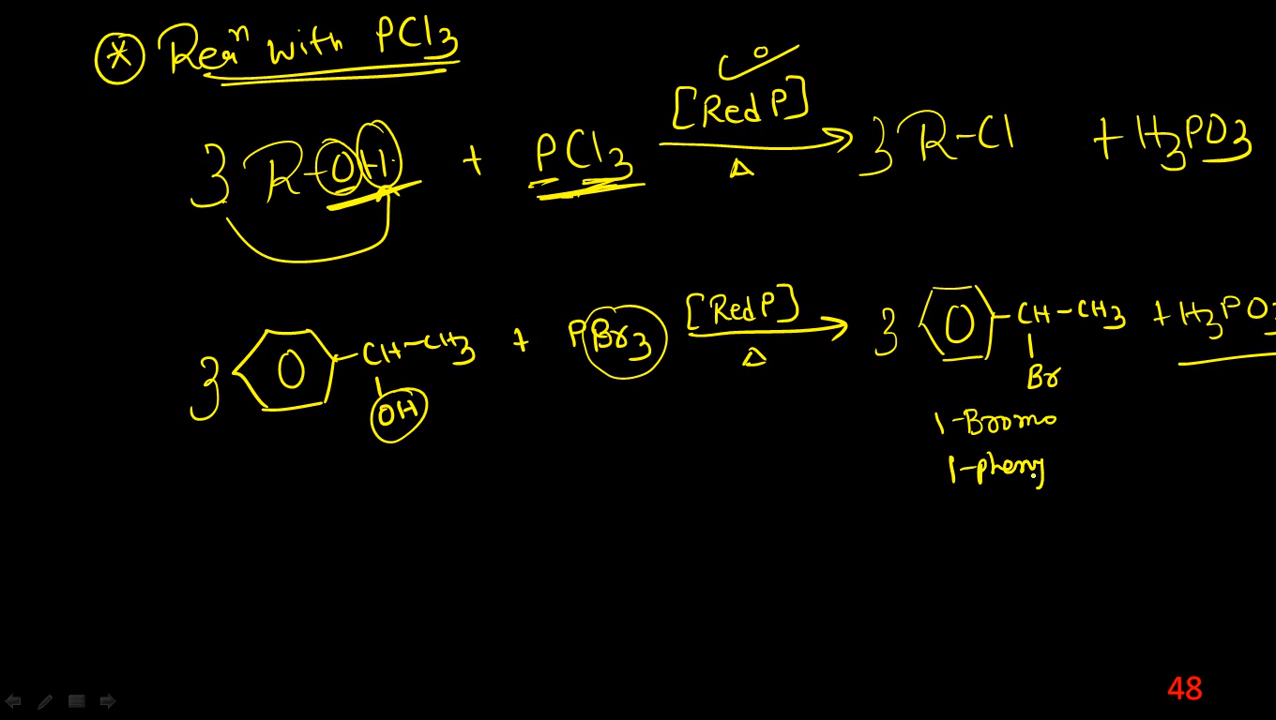 * Reaⁿ with PCl3
3 R-OH + PCl3 [Red P] Δ → 3 R-Cl + H3PO3
3 CH-CH3 + PBr3 [Red P] Δ → 3 CH-CH3 + H3PO3
OH Br
1-Bromo
1-pheny
48